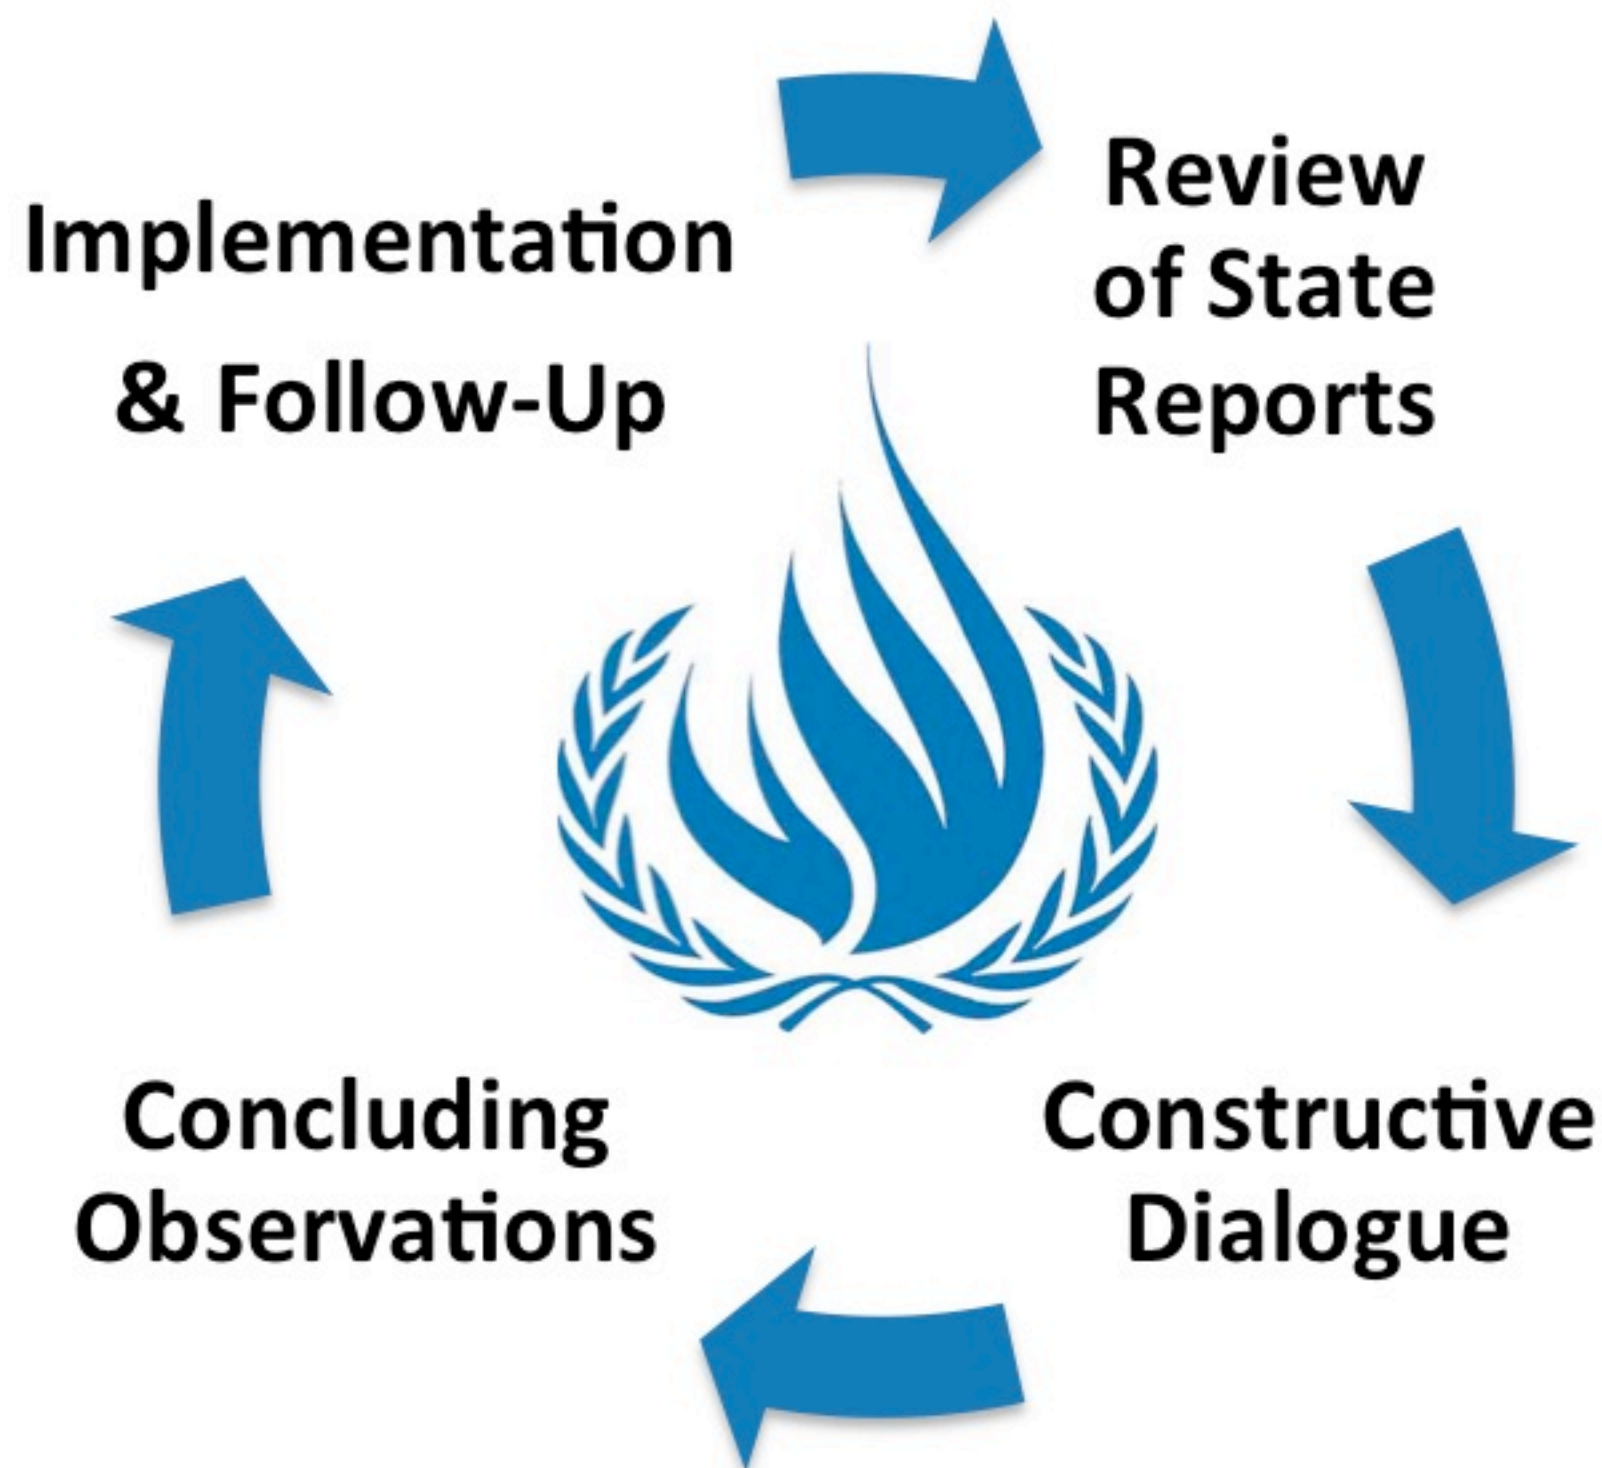 Implementation
& Follow-Up
Review
of State
Reports
Constructive
Dialogue
Concluding
Observations